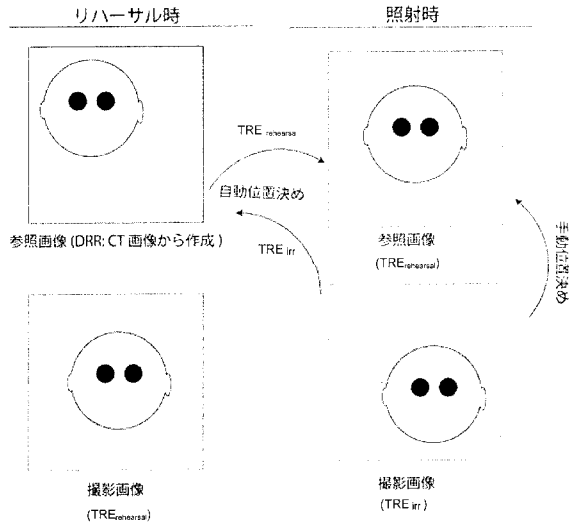 リハーサル時
照射時
TRE rehearsal
自動位置決め
TRE irr
手動位置決め
参照画像 (DRR: CT 画像から作成 )
参照画像
(TRErehearsal)
撮影画像
(TRErehearsal)
撮影画像
(TRE irr )